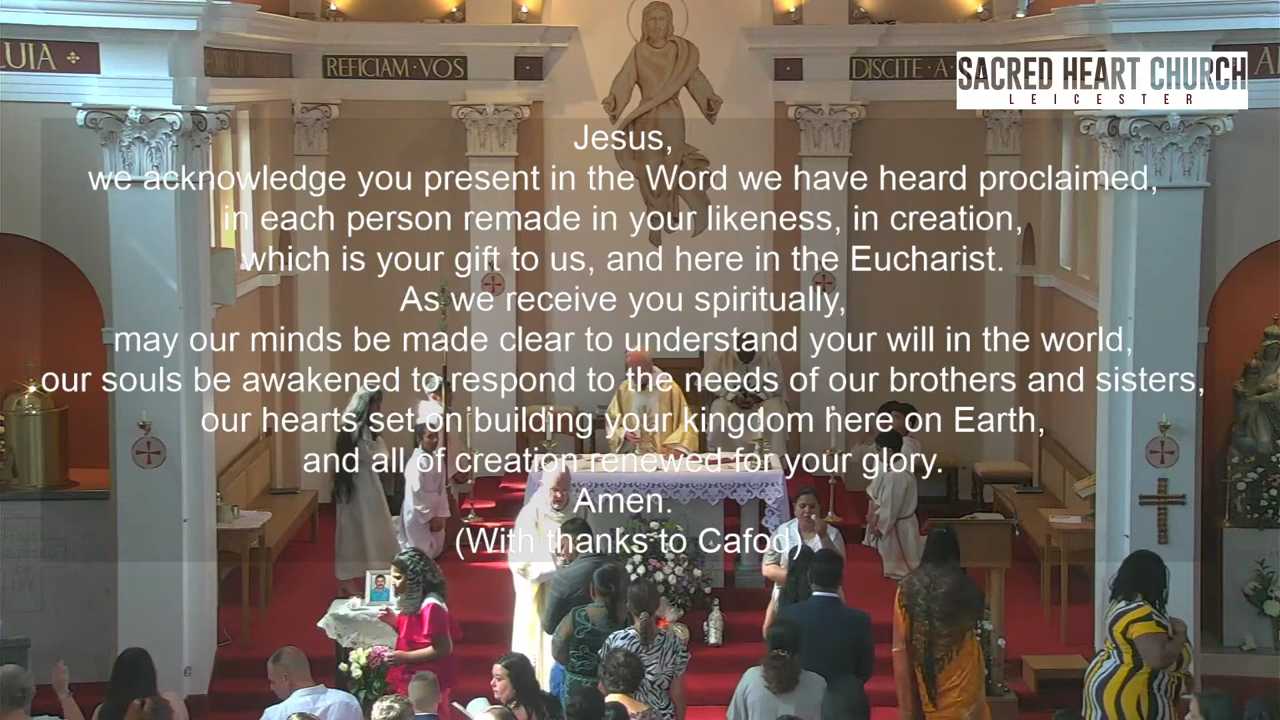 LUIA
REFICIAM·VOS
DISCITE·A
SACRED HEART CHURCH
LEICESTER
Jesus,
we acknowledge you present in the Word we have heard proclaimed,
in each person remade in your likeness, in creation,
which is your gift to us, and here in the Eucharist.
As we receive you spiritually,
may our minds be made clear to understand your will in the world,
our souls be awakened to respond to the needs of our brothers and sisters,
our hearts set on building your kingdom here on Earth,
and all of creation renewed for your glory.
Amen.
(With thanks to Cafod)